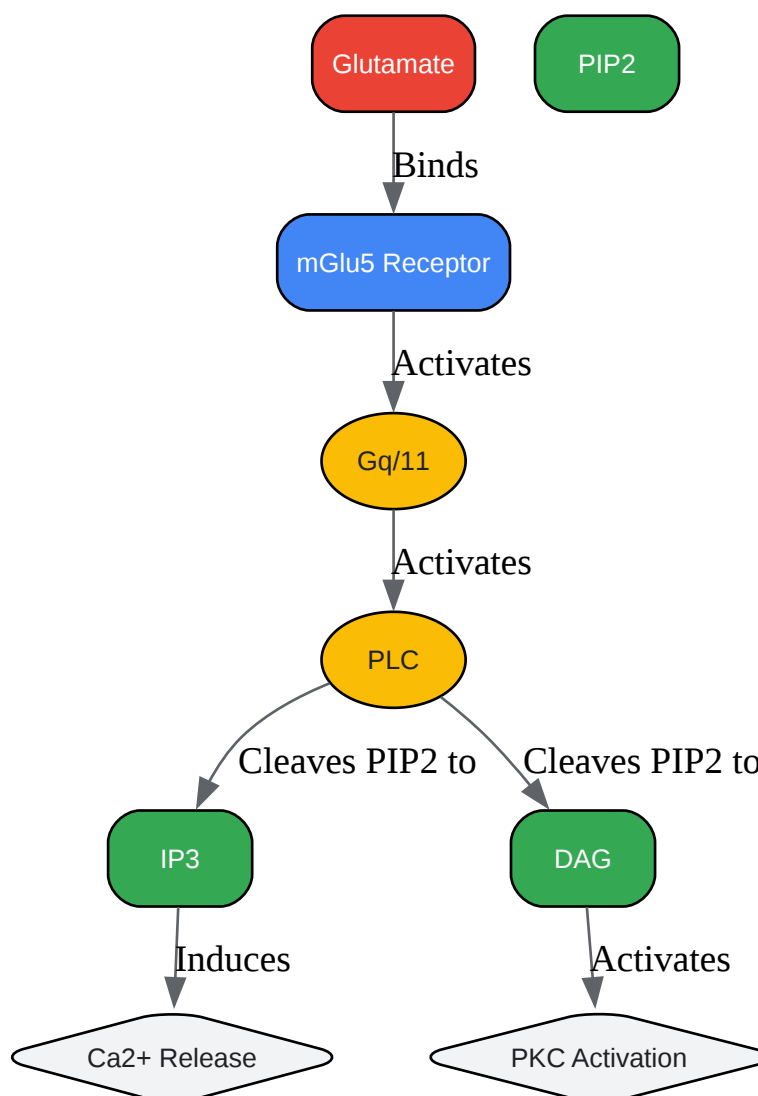 Glutamate
PIP2
Binds
mGlu5 Receptor
Activates
Gq/11
Activates
PLC
Cleaves PIP2 to
Cleaves PIP2 to
IP3
DAG
Induces
Activates
Ca2+ Release
PKC Activation